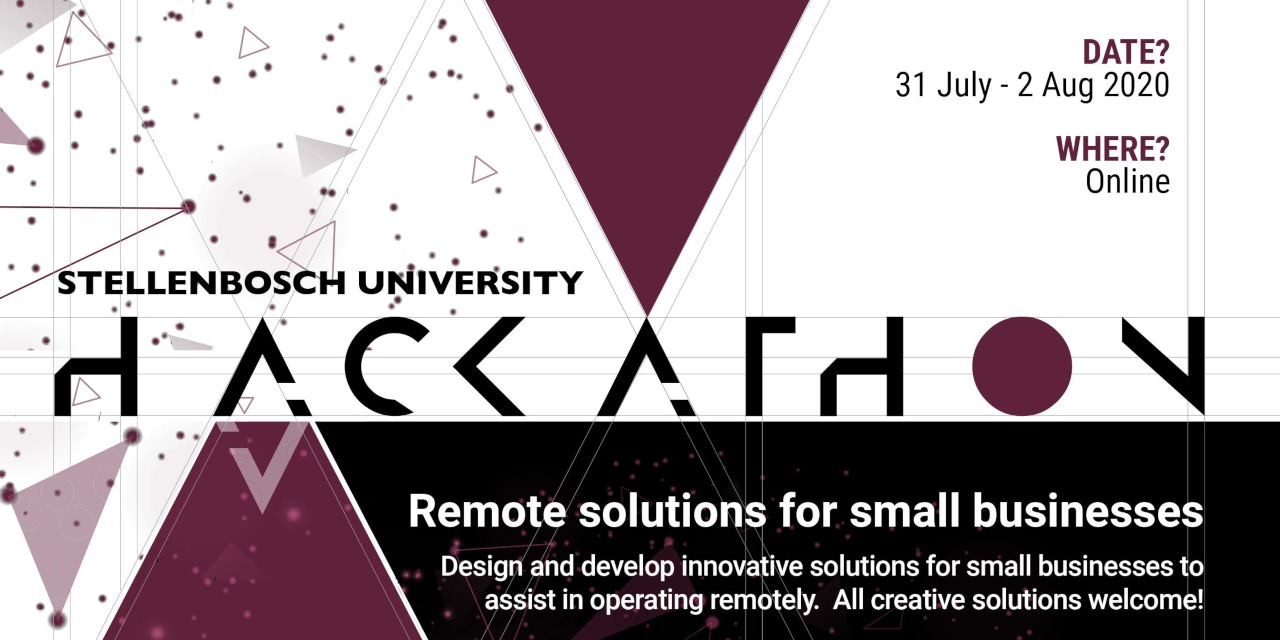 DATE?
31 July - 2 Aug 2020
WHERE?
Online
STELLENBOSCH UNIVERSITY
HACKATHON
Remote solutions for small businesses
Design and develop innovative solutions for small businesses to
assist in operating remotely.  All creative solutions welcome!